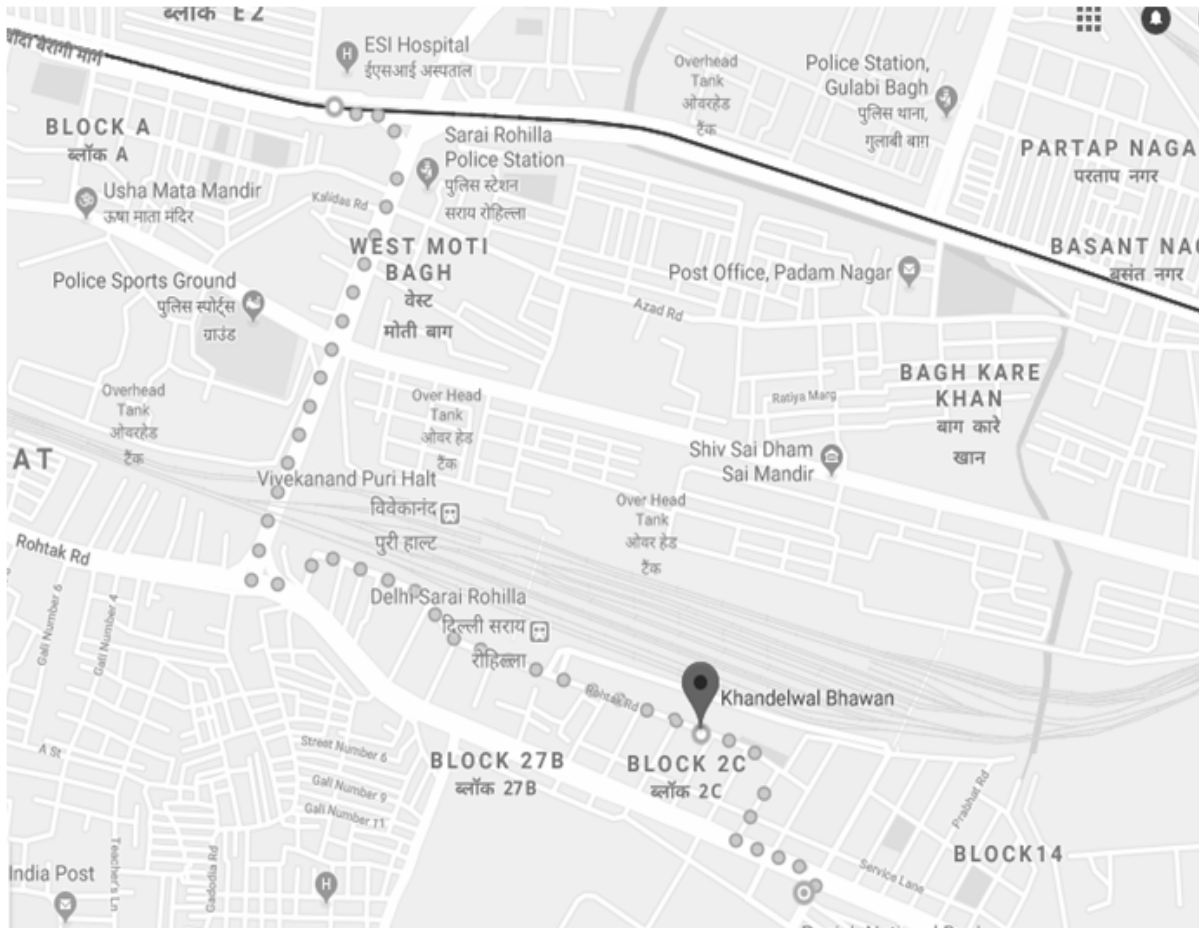 ब्लॉक E2
बंदा बैरागी मार्ग
ESI Hospital
ईएसआई अस्पताल
Overhead
Tank
ओवरहेड
टैंक
Police Station,
Gulabi Bagh
पुलिस थाना,
गुलाबी बाग़
BLOCK A
ब्लॉक A
Sarai Rohilla
Police Station
पुलिस स्टेशन
सराय रोहिल्ला
PARTAP NAGA
परताप नगर
Usha Mata Mandir
ऊषा माता मंदिर
Kalidas Rd
WEST MOTI
BAGH
वेस्ट
मोती बाग
BASANT NAG
बसंत नगर
Post Office, Padam Nagar
Police Sports Ground
पुलिस स्पोर्ट्स
ग्राउंड
Azad Rd
BAGH KARE
KHAN
बाग कारे
खान
Overhead
Tank
ओवरहेड
टैंक
Over Head
Tank
ओवर हेड
टैंक
Ratiya Marg
AT
Shiv Sai Dham
Sai Mandir
Vivekanand Puri Halt
विवेकानंद
पुरी हाल्ट
Over Head
Tank
ओवर हेड
टैंक
Rohtak Rd
Gali Number 6
Gali Number 4
Delhi Sarai Rohilla
दिल्ली सराय
रोहिल्ला
Rohtak Rd
Khandelwal Bhawan
A St
Street Number 6
Gali Number 9
Gali Number 11
BLOCK 27B
ब्लॉक 27B
BLOCK 2C
ब्लॉक 2C
Prabhat Rd
BLOCK14
Service Lane
India Post
Teacher's Ln
Gadodia Rd